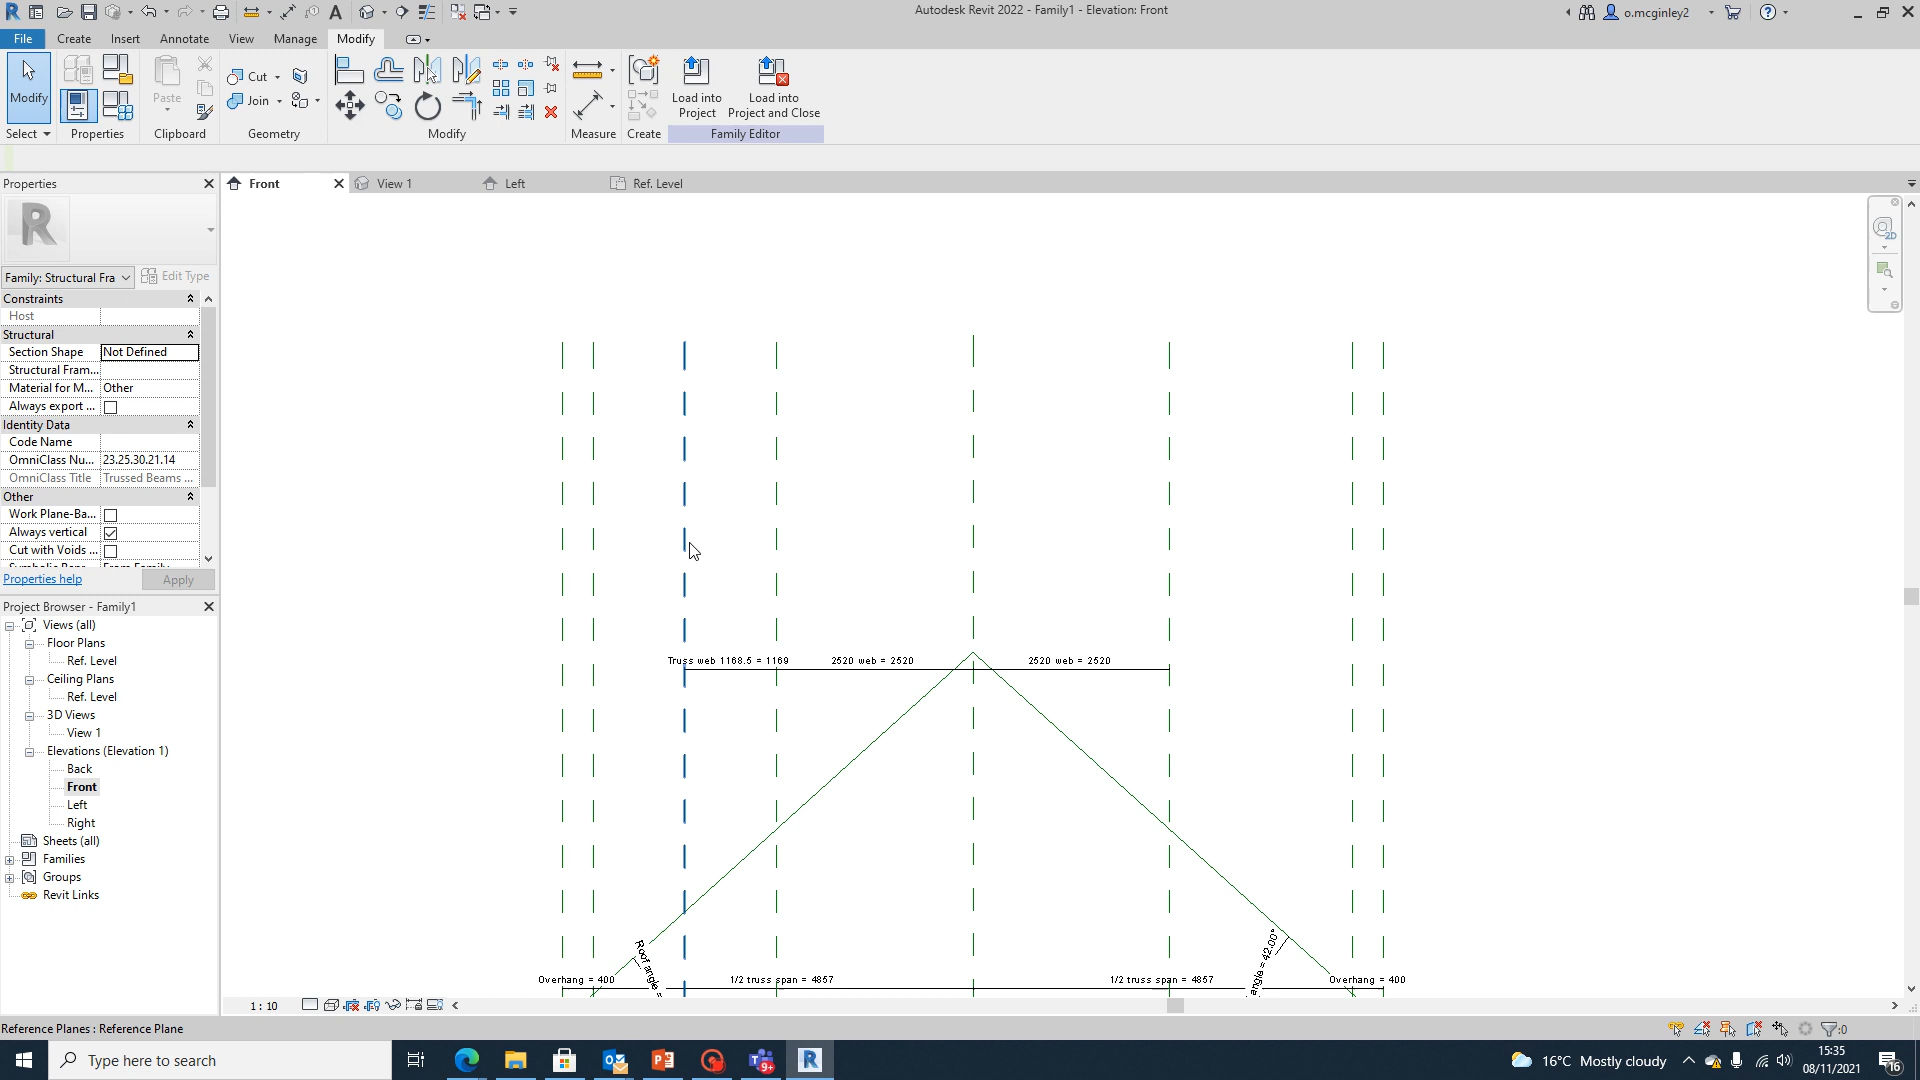 Autodesk Revit 2022 - Family1 - Elevation: Front
o.mcginley2
File Create Insert Annotate View Manage Modify
Modify
Paste
Cut
Join
Load into Project
Load into Project and Close
Select
Properties
Clipboard
Geometry
Modify
Measure
Create
Family Editor
Properties
Front
View 1
Left
Ref. Level
R
2D
Family: Structural Fra
Edit Type
Constraints
Host
Structural
Section Shape Not Defined
Structural Fram...
Material for M... Other
Always export ...
Identity Data
Code Name
OmniClass Nu... 23.25.30.21.14
OmniClass Title Trussed Beams ...
Other
Work Plane-Ba...
Always vertical
Cut with Voids ...
Properties help
Apply
Project Browser - Family1
Views (all)
Floor Plans
Ref. Level
Ceiling Plans
Ref. Level
3D Views
View 1
Elevations (Elevation 1)
Back
Front
Left
Right
Sheets (all)
Families
Groups
Revit Links
Truss web 1168.5 = 1169
2520 web = 2520
2520 web = 2520
Roof angle =
angle = 42.00°
Overhang = 400
1/2 truss span = 4857
1/2 truss span = 4857
Overhang = 400
1 : 10
Reference Planes : Reference Plane
:0
Type here to search
9+
16°C Mostly cloudy
15:35
08/11/2021
16